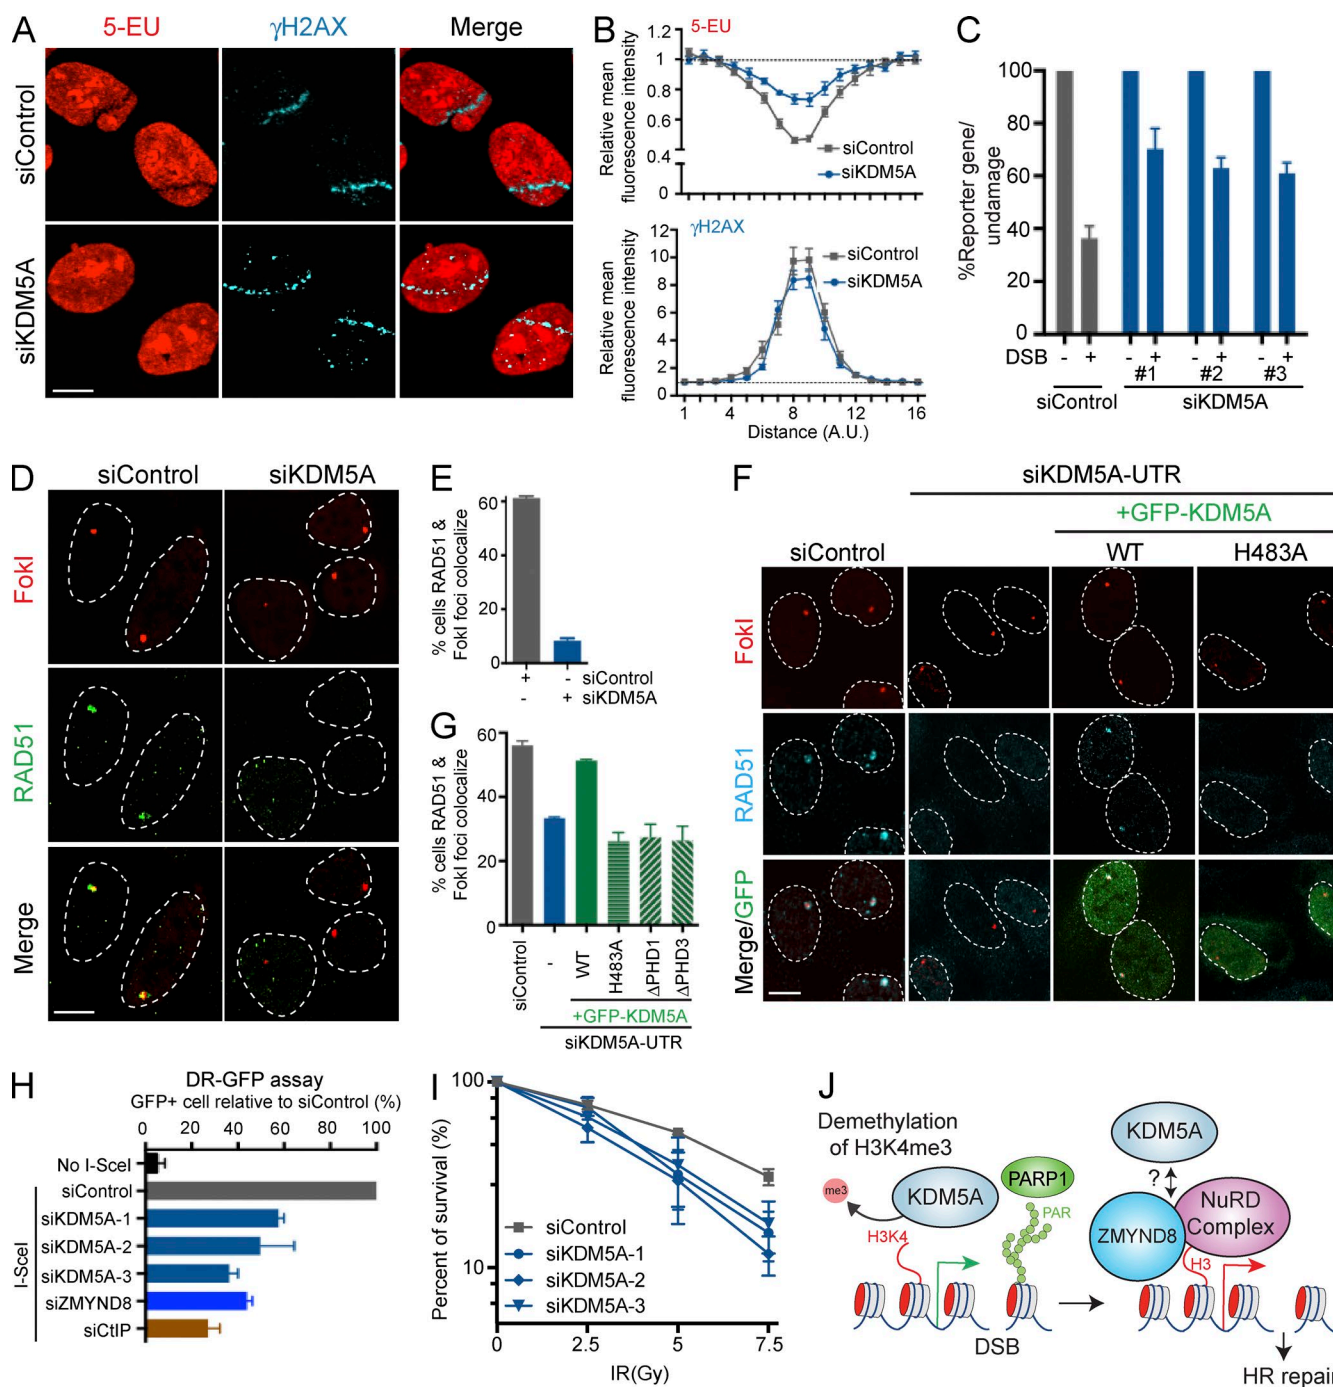 A
5-EU
γH2AX
Merge
siControl
siKDM5A
B
5-EU
Relative mean
fluorescence intensity
1.2
1
0.8
0.6
0.4
0
siControl
siKDM5A
γH2AX
Relative mean
fluorescence intensity
12
10
8
6
4
2
0
siControl
siKDM5A
1
4
8
12
16
Distance (A.U.)
C
%Reporter gene/
undamage
100
80
60
40
20
0
DSB - + - + - + - +
#1 #2 #3
siControl siKDM5A
D
siControl siKDM5A
FokI
RAD51
Merge
E
% cells RAD51 &
FokI foci colocalize
60
40
20
0
+ - siControl
- + siKDM5A
F
siKDM5A-UTR
+GFP-KDM5A
siControl WT H483A
FokI
RAD51
Merge/GFP
G
% cells RAD51 &
FokI foci colocalize
60
40
20
0
siControl
-
WT
H483A
ΔPHD1
ΔPHD3
+GFP-KDM5A
siKDM5A-UTR
H
DR-GFP assay
GFP+ cell relative to siControl (%)
0 20 40 60 80 100
No I-SceI
siControl
siKDM5A-1
siKDM5A-2
siKDM5A-3
siZMYND8
siCtIP
I-SceI
I
Percent of survival (%)
100
10
siControl
siKDM5A-1
siKDM5A-2
siKDM5A-3
0 2.5 5 7.5
IR(Gy)
J
Demethylation
of H3K4me3
me3
KDM5A
PARP1
PAR
H3K4
DSB
KDM5A
?
ZMYND8
NuRD
Complex
H3
HR repair